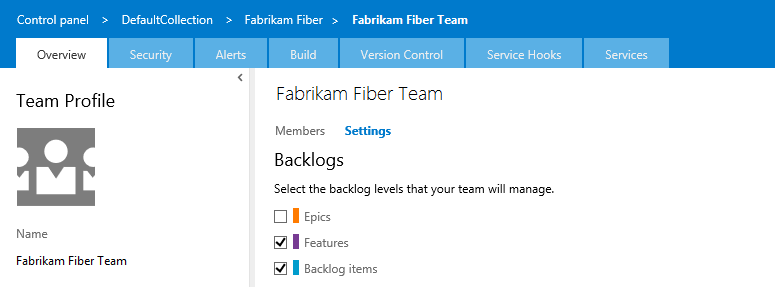 Control panel > DefaultCollection > Fabrikam Fiber > Fabrikam Fiber Team
Overview Security Alerts Build Version Control Service Hooks Services
Team Profile
Name
Fabrikam Fiber Team
Fabrikam Fiber Team
Members Settings
Backlogs
Select the backlog levels that your team will manage.
Epics
Features
Backlog items